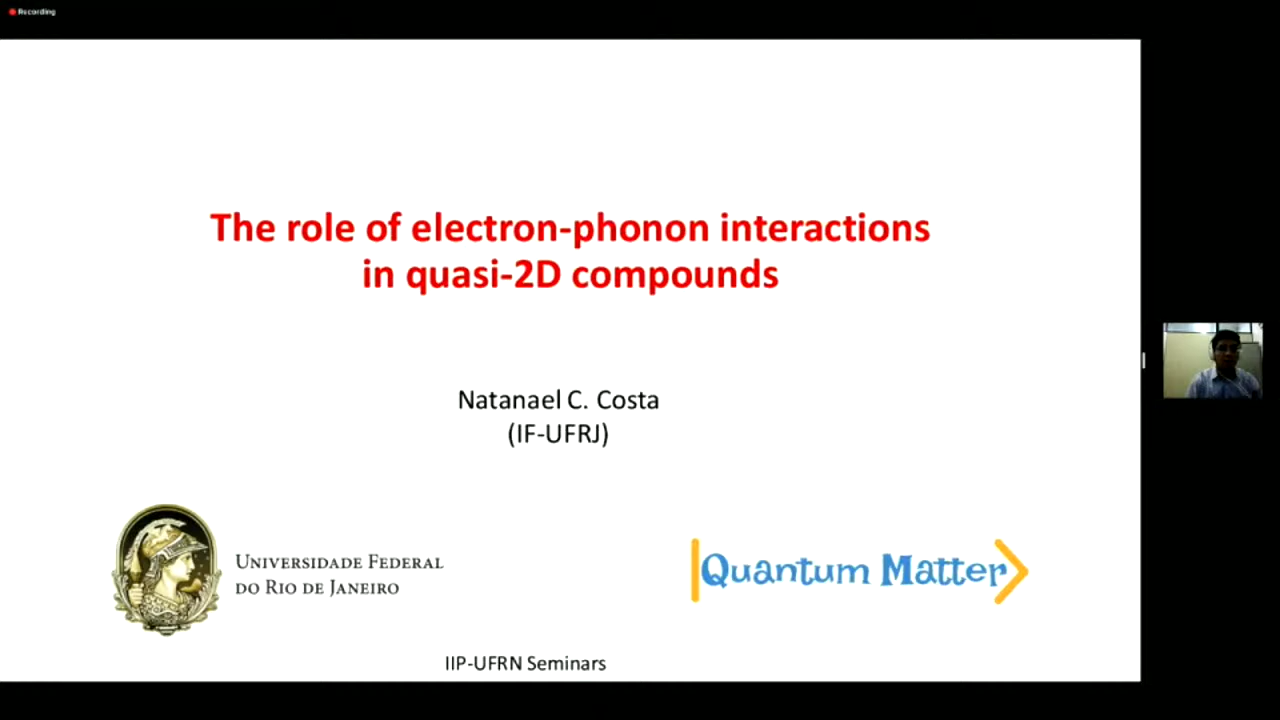 Recording
The role of electron-phonon interactions
in quasi-2D compounds
Natanael C. Costa
(IF-UFRJ)
Universidade Federal
do Rio de Janeiro
|Quantum Matter>
IIP-UFRN Seminars